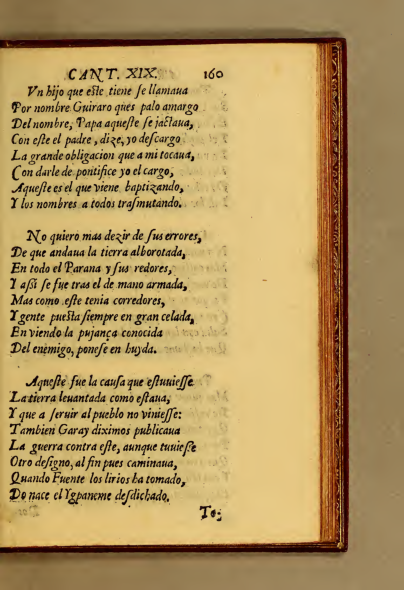 CANT. XIX. 160
Vn hijo que este tiene ſe llamaua
Por nombre Guiraro ques palo amargo
Del nombre, Papa aqueste ſe jactaua,
Con este el padre, dize, yo deſcargo
La grande obligacion que a mi tocaua,
Con darle de pontifice yo el cargo,
Aqueste es el que viene baptizando,
Y los nombres a todos traſmutando.
No quiero mas dezir de ſus errores,
De que andaua la tierra alborotada,
En todo el Parana y ſus redores,
Y aßi ſe fue tras el de mano armada,
Mas como este tenia corredores,
Y gente puesta ſiempre en gran celada,
En viendo la pujança conocida
Del enemigo, poneſe en huyda.
Aqueste fue la cauſa que estuuieſſe
La tierra leuantada como estaua,
Y que a ſeruir al pueblo no vinieſſe:
Tambien Garay diximos publicaua
La guerra contra este, aunque tuuieſſe
Otro deſigno, al fin pues caminaua,
Quando Fuente los lirios ha tomado,
Do nace el Ygpaneme deſdichado.
To: